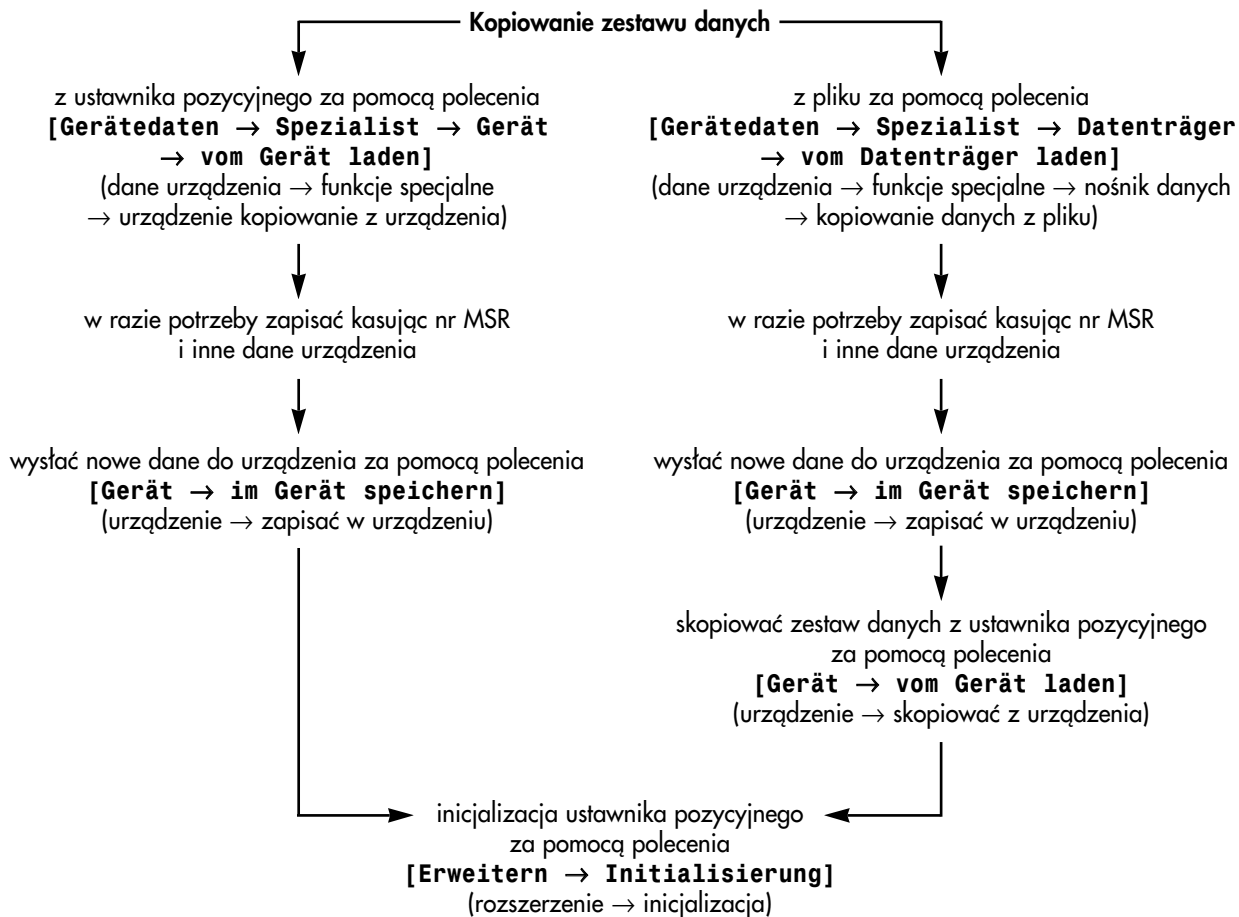 Kopiowanie zestawu danych
z ustawnika pozycyjnego za pomocą polecenia
[Gerätedaten → Spezialist → Gerät
→ vom Gerät laden]
(dane urządzenia → funkcje specjalne
→ urządzenie kopiowanie z urządzenia)
w razie potrzeby zapisać kasując nr MSR
i inne dane urządzenia
wysłać nowe dane do urządzenia za pomocą polecenia
[Gerät → im Gerät speichern]
(urządzenie → zapisać w urządzeniu)
z pliku za pomocą polecenia
[Gerätedaten → Spezialist → Datenträger
→ vom Datenträger laden]
(dane urządzenia → funkcje specjalne → nośnik danych
→ kopiowanie danych z pliku)
w razie potrzeby zapisać kasując nr MSR
i inne dane urządzenia
wysłać nowe dane do urządzenia za pomocą polecenia
[Gerät → im Gerät speichern]
(urządzenie → zapisać w urządzeniu)
skopiować zestaw danych z ustawnika pozycyjnego
za pomocą polecenia
[Gerät → vom Gerät laden]
(urządzenie → skopiować z urządzenia)
inicjalizacja ustawnika pozycyjnego
za pomocą polecenia
[Erweitern → Initialisierung]
(rozszerzenie → inicjalizacja)